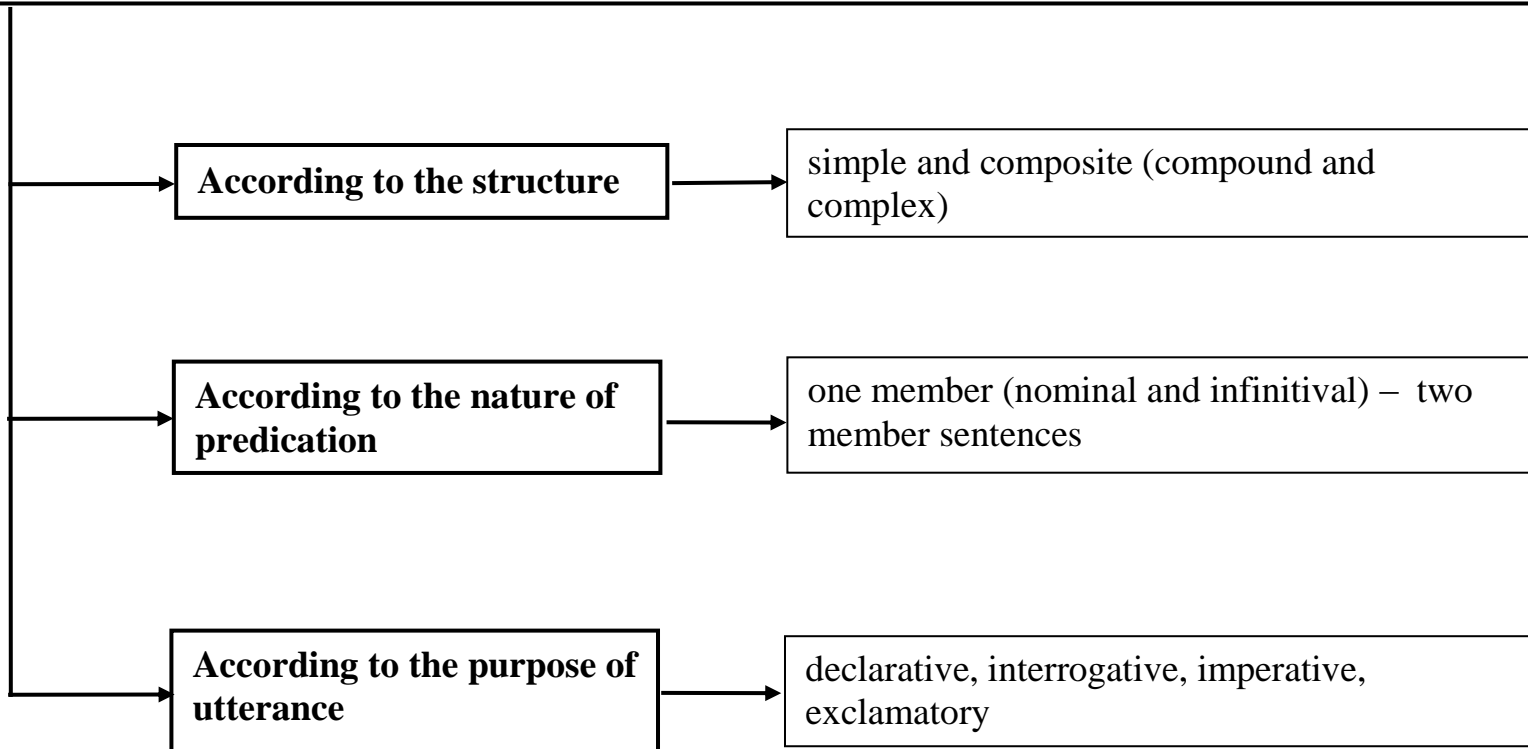 According to the structure
simple and composite (compound and
complex)
According to the nature of
predication
one member (nominal and infinitival) – two
member sentences
According to the purpose of
utterance
declarative, interrogative, imperative,
exclamatory